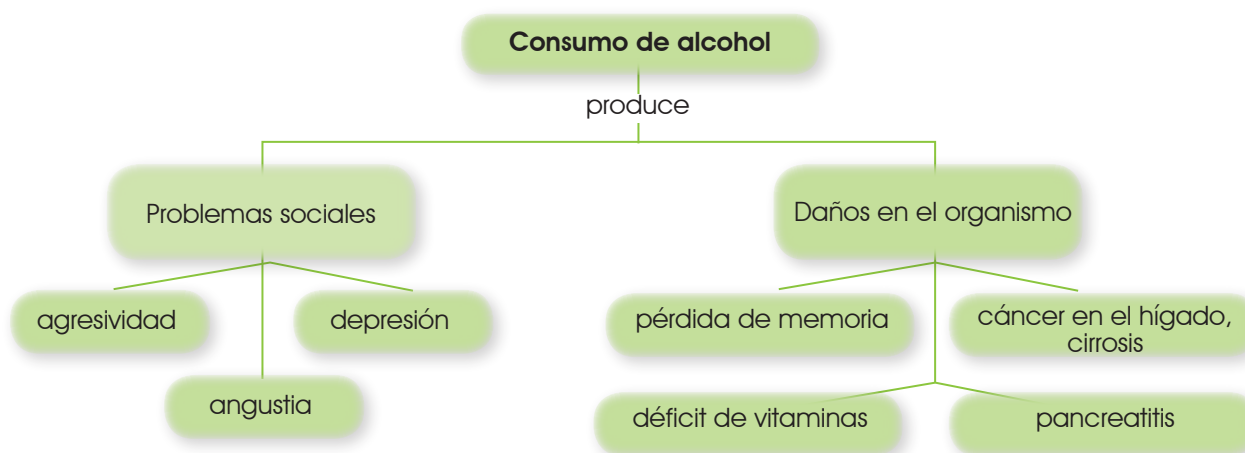 Consumo de alcohol
produce
Problemas sociales
Daños en el organismo
agresividad
depresión
angustia
pérdida de memoria
cáncer en el hígado,
cirrosis
déficit de vitaminas
pancreatitis